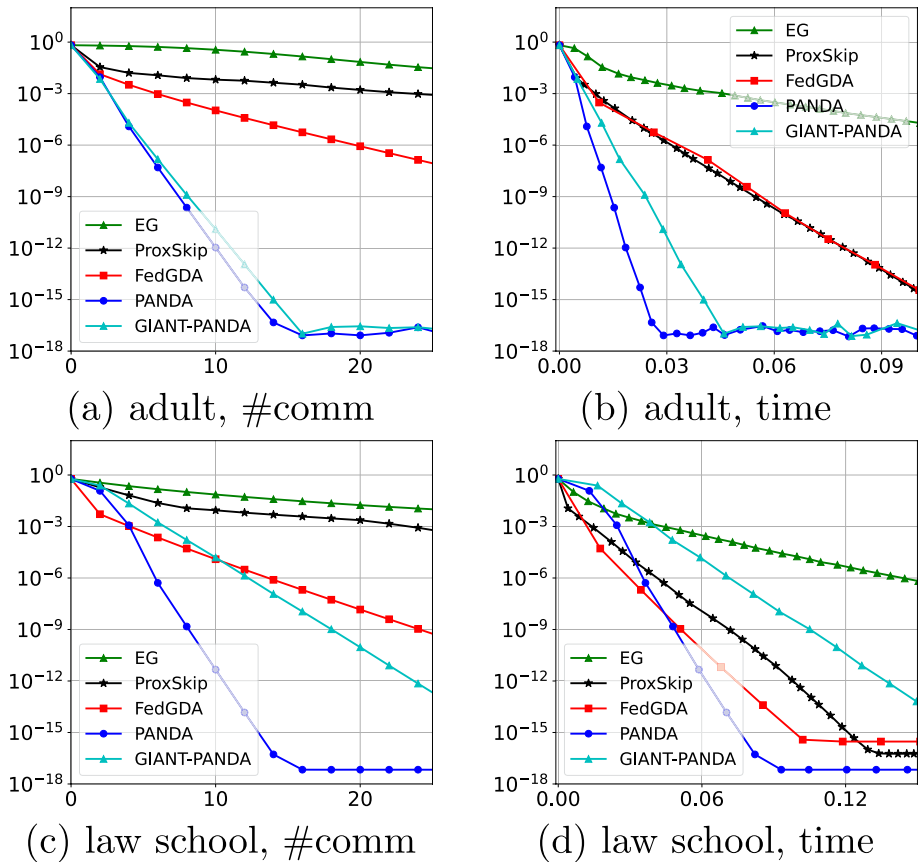 10^0
10^-3
10^-6
10^-9
10^-12
10^-15
10^-18
EG
ProxSkip
FedGDA
PANDA
GIANT-PANDA
0 10 20
(a) adult, #comm
10^0
10^-3
10^-6
10^-9
10^-12
10^-15
10^-18
EG
ProxSkip
FedGDA
PANDA
GIANT-PANDA
0.00 0.03 0.06 0.09
(b) adult, time
10^0
10^-3
10^-6
10^-9
10^-12
10^-15
10^-18
EG
ProxSkip
FedGDA
PANDA
GIANT-PANDA
0 10 20
(c) law school, #comm
10^0
10^-3
10^-6
10^-9
10^-12
10^-15
10^-18
EG
ProxSkip
FedGDA
PANDA
GIANT-PANDA
0.00 0.06 0.12
(d) law school, time